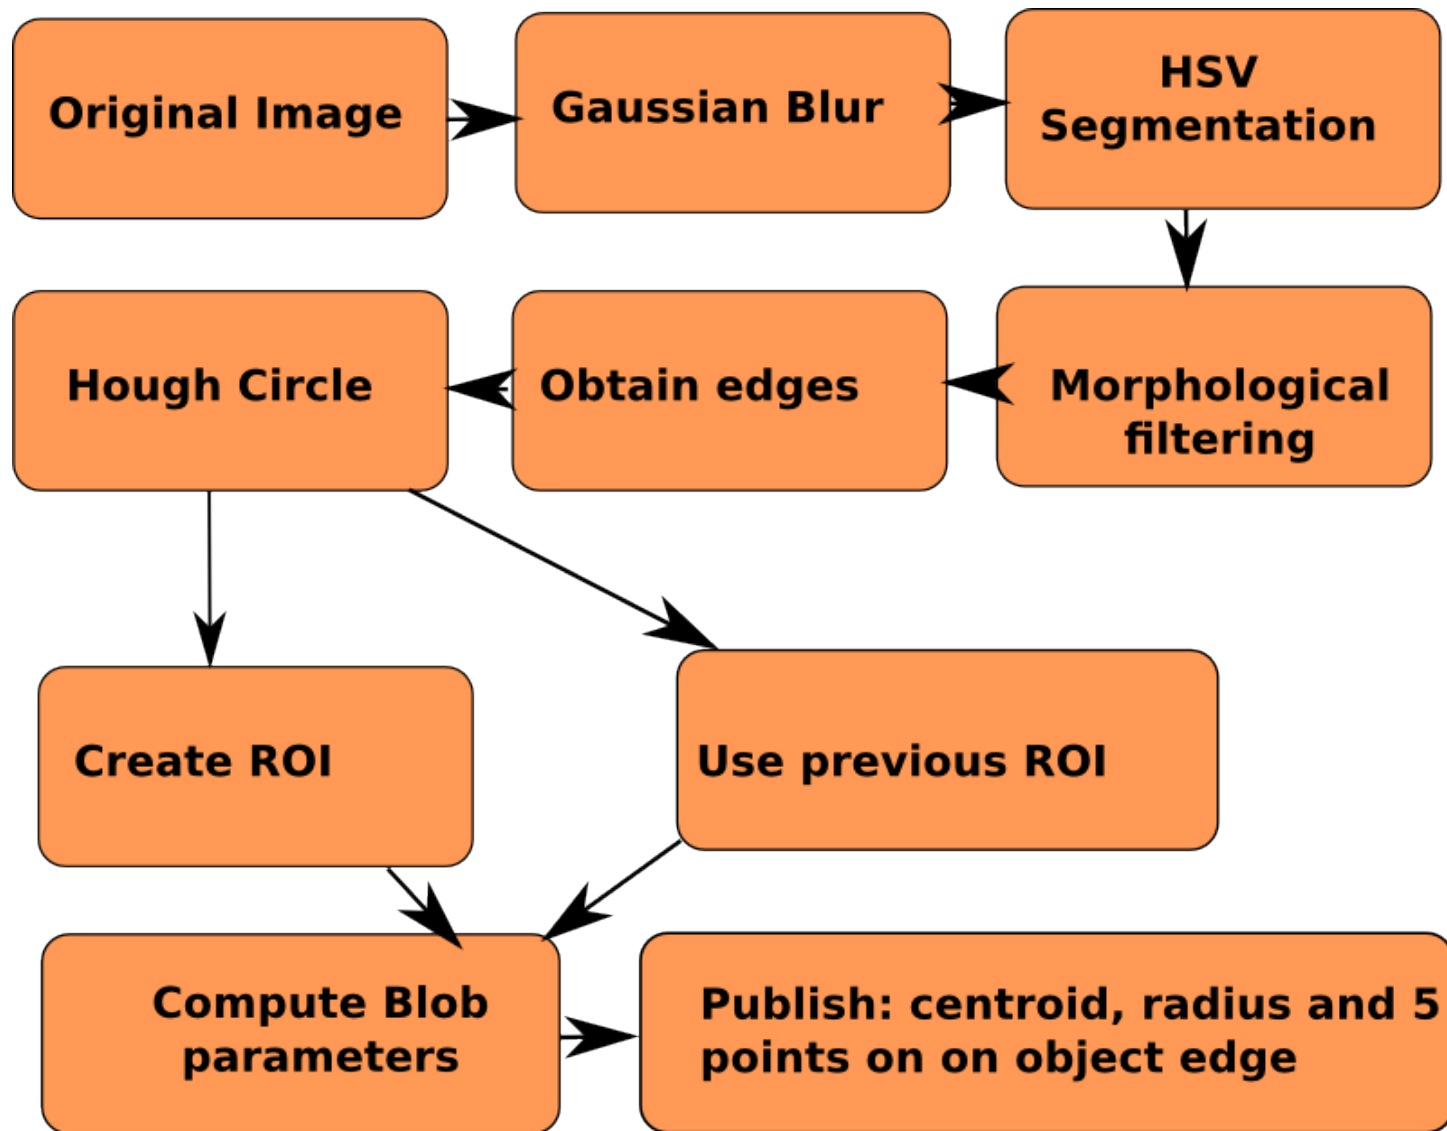 Original Image
Gaussian Blur
HSV
Segmentation
Hough Circle
Obtain edges
Morphological
filtering
Create ROI
Use previous ROI
Compute Blob
parameters
Publish: centroid, radius and 5
points on on object edge